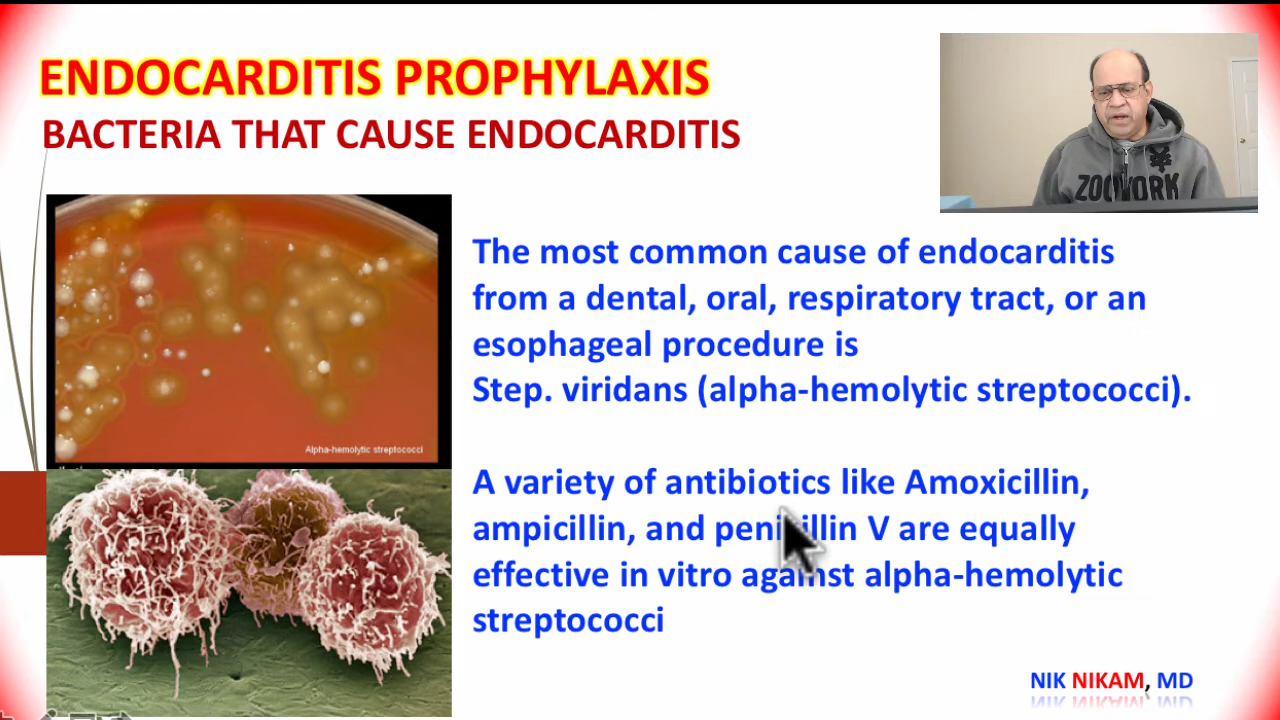 ENDOCARDITIS PROPHYLAXIS
BACTERIA THAT CAUSE ENDOCARDITIS
ZOO YORK
The most common cause of endocarditis
from a dental, oral, respiratory tract, or an
esophageal procedure is
Step. viridans (alpha-hemolytic streptococci).
Alpha-hemolytic streptococci
A variety of antibiotics like Amoxicillin,
ampicillin, and penicillin V are equally
effective in vitro against alpha-hemolytic
streptococci
NIK NIKAM, MD